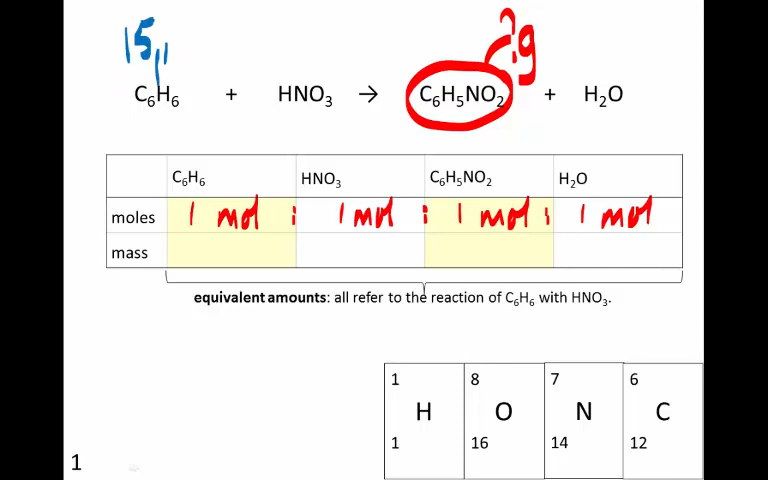 15,, ?g
C₆H₆ + HNO₃ → C₆H₅NO₂ + H₂O
C₆H₆ HNO₃ C₆H₅NO₂ H₂O
moles 1 mol : 1 mol : 1 mol : 1 mol
mass
equivalent amounts: all refer to the reaction of C₆H₆ with HNO₃.
1 8 7 6
H O N C
1 16 14 12
1